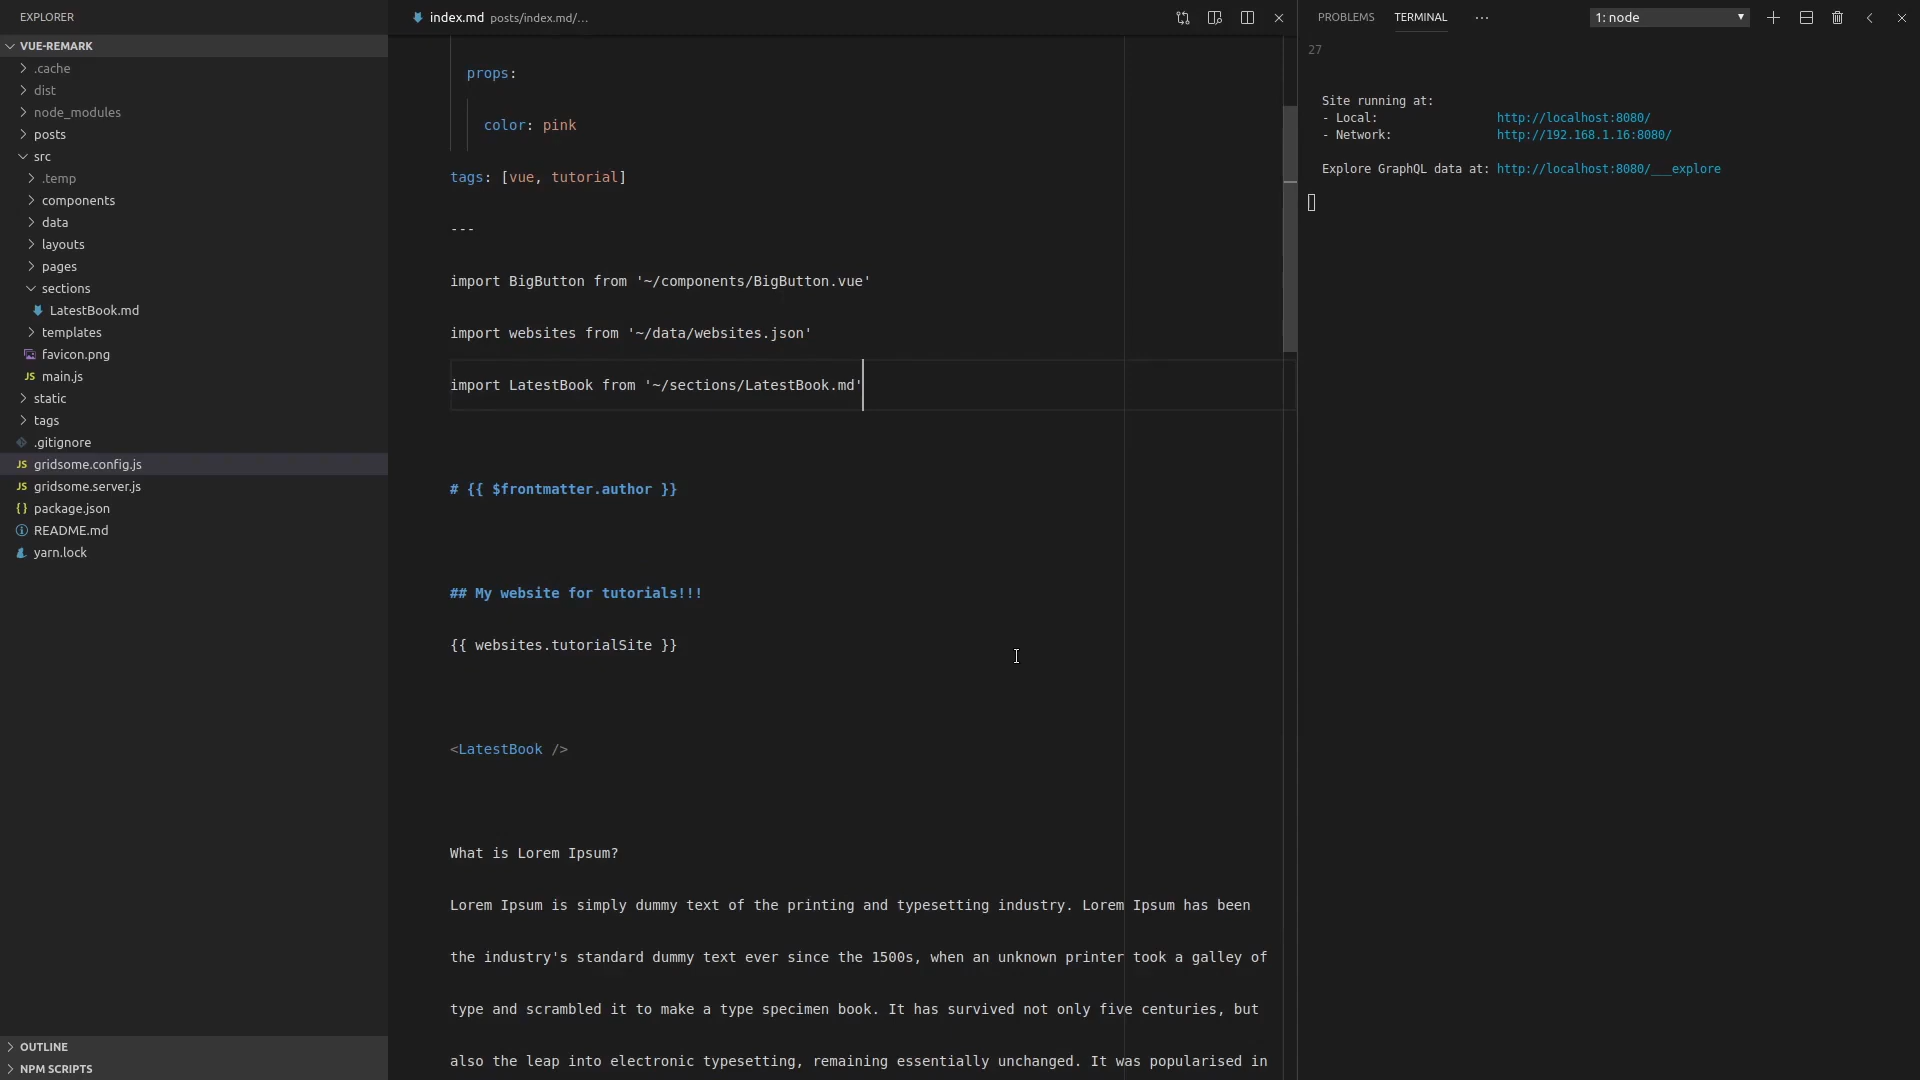 EXPLORER
VUE-REMARK
.cache
dist
node_modules
posts
src
.temp
components
data
layouts
pages
sections
LatestBook.md
templates
favicon.png
JS main.js
static
tags
.gitignore
JS gridsome.config.js
JS gridsome.server.js
{} package.json
README.md
yarn.lock
OUTLINE
NPM SCRIPTS
index.md posts/index.md/...
props:
color: pink
tags: [vue, tutorial]
---
import BigButton from '~/components/BigButton.vue'
import websites from '~/data/websites.json'
import LatestBook from '~/sections/LatestBook.md'
# {{ $frontmatter.author }}
## My website for tutorials!!!
{{ websites.tutorialSite }}
<LatestBook />
What is Lorem Ipsum?
Lorem Ipsum is simply dummy text of the printing and typesetting industry. Lorem Ipsum has been
the industry's standard dummy text ever since the 1500s, when an unknown printer took a galley of
type and scrambled it to make a type specimen book. It has survived not only five centuries, but
also the leap into electronic typesetting, remaining essentially unchanged. It was popularised in
PROBLEMS TERMINAL ... 1: node
27
Site running at:
- Local: http://localhost:8080/
- Network: http://192.168.1.16:8080/
Explore GraphQL data at: http://localhost:8080/___explore